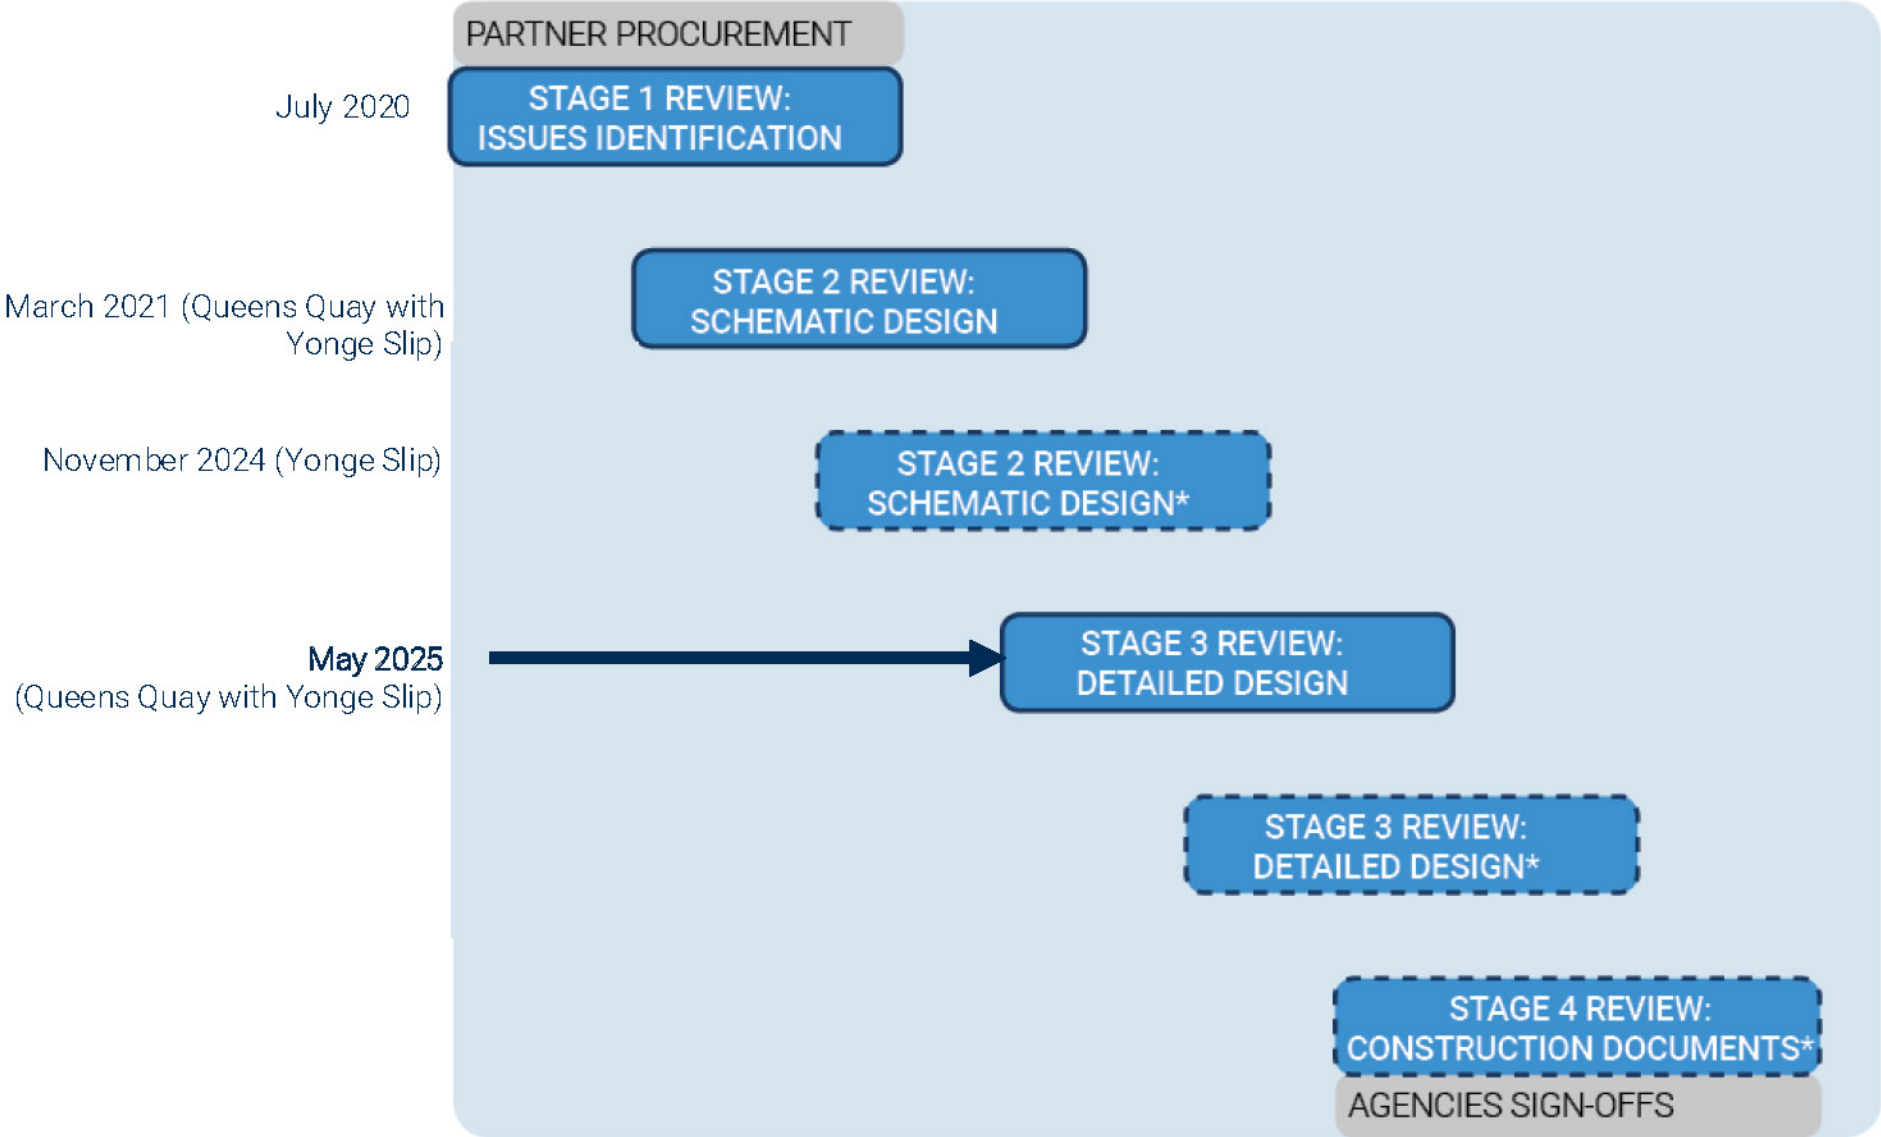 PARTNER PROCUREMENT
July 2020
STAGE 1 REVIEW:
ISSUES IDENTIFICATION
March 2021 (Queens Quay with
Yonge Slip)
STAGE 2 REVIEW:
SCHEMATIC DESIGN
November 2024 (Yonge Slip)
STAGE 2 REVIEW:
SCHEMATIC DESIGN*
May 2025
(Queens Quay with Yonge Slip)
STAGE 3 REVIEW:
DETAILED DESIGN
STAGE 3 REVIEW:
DETAILED DESIGN*
STAGE 4 REVIEW:
CONSTRUCTION DOCUMENTS*
AGENCIES SIGN-OFFS